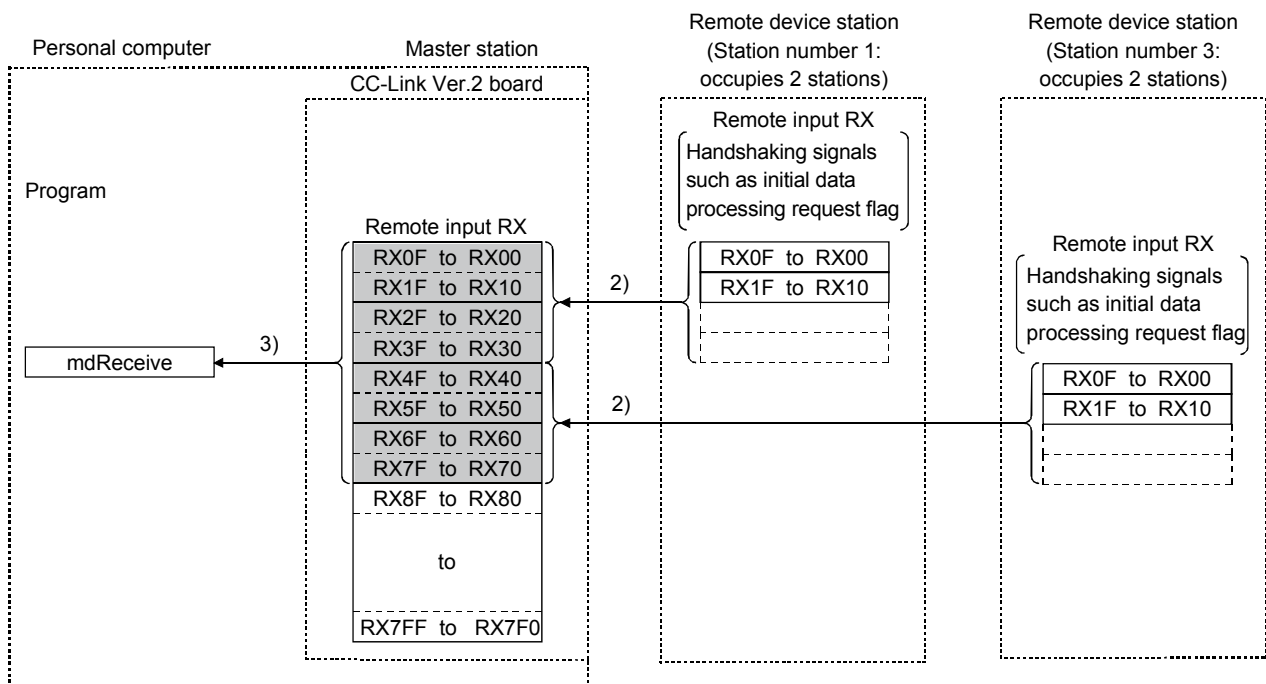 Personal computer
Master station
CC-Link Ver.2 board
Remote device station
(Station number 1:
occupies 2 stations)
Remote device station
(Station number 3:
occupies 2 stations)
Program
Remote input RX
RX0F to RX00
RX1F to RX10
RX2F to RX20
RX3F to RX30
RX4F to RX40
RX5F to RX50
RX6F to RX60
RX7F to RX70
RX8F to RX80
to
RX7FF to RX7F0
mdReceive
3)
2)
2)
Remote input RX
Handshaking signals
such as initial data
processing request flag
RX0F to RX00
RX1F to RX10
Remote input RX
Handshaking signals
such as initial data
processing request flag
RX0F to RX00
RX1F to RX10